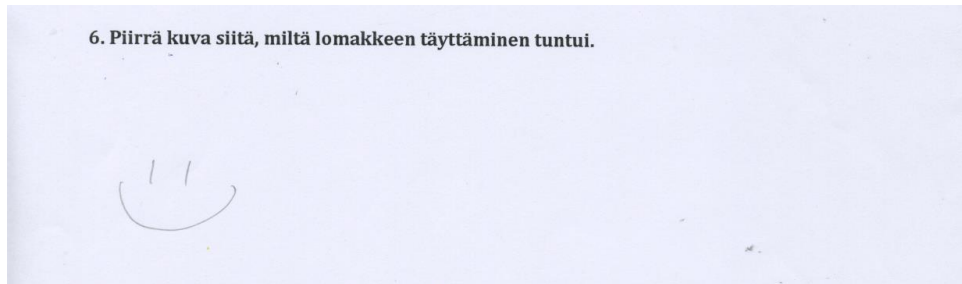 6. Piirrä kuva siitä, miltä lomakkeen täyttäminen tuntui.